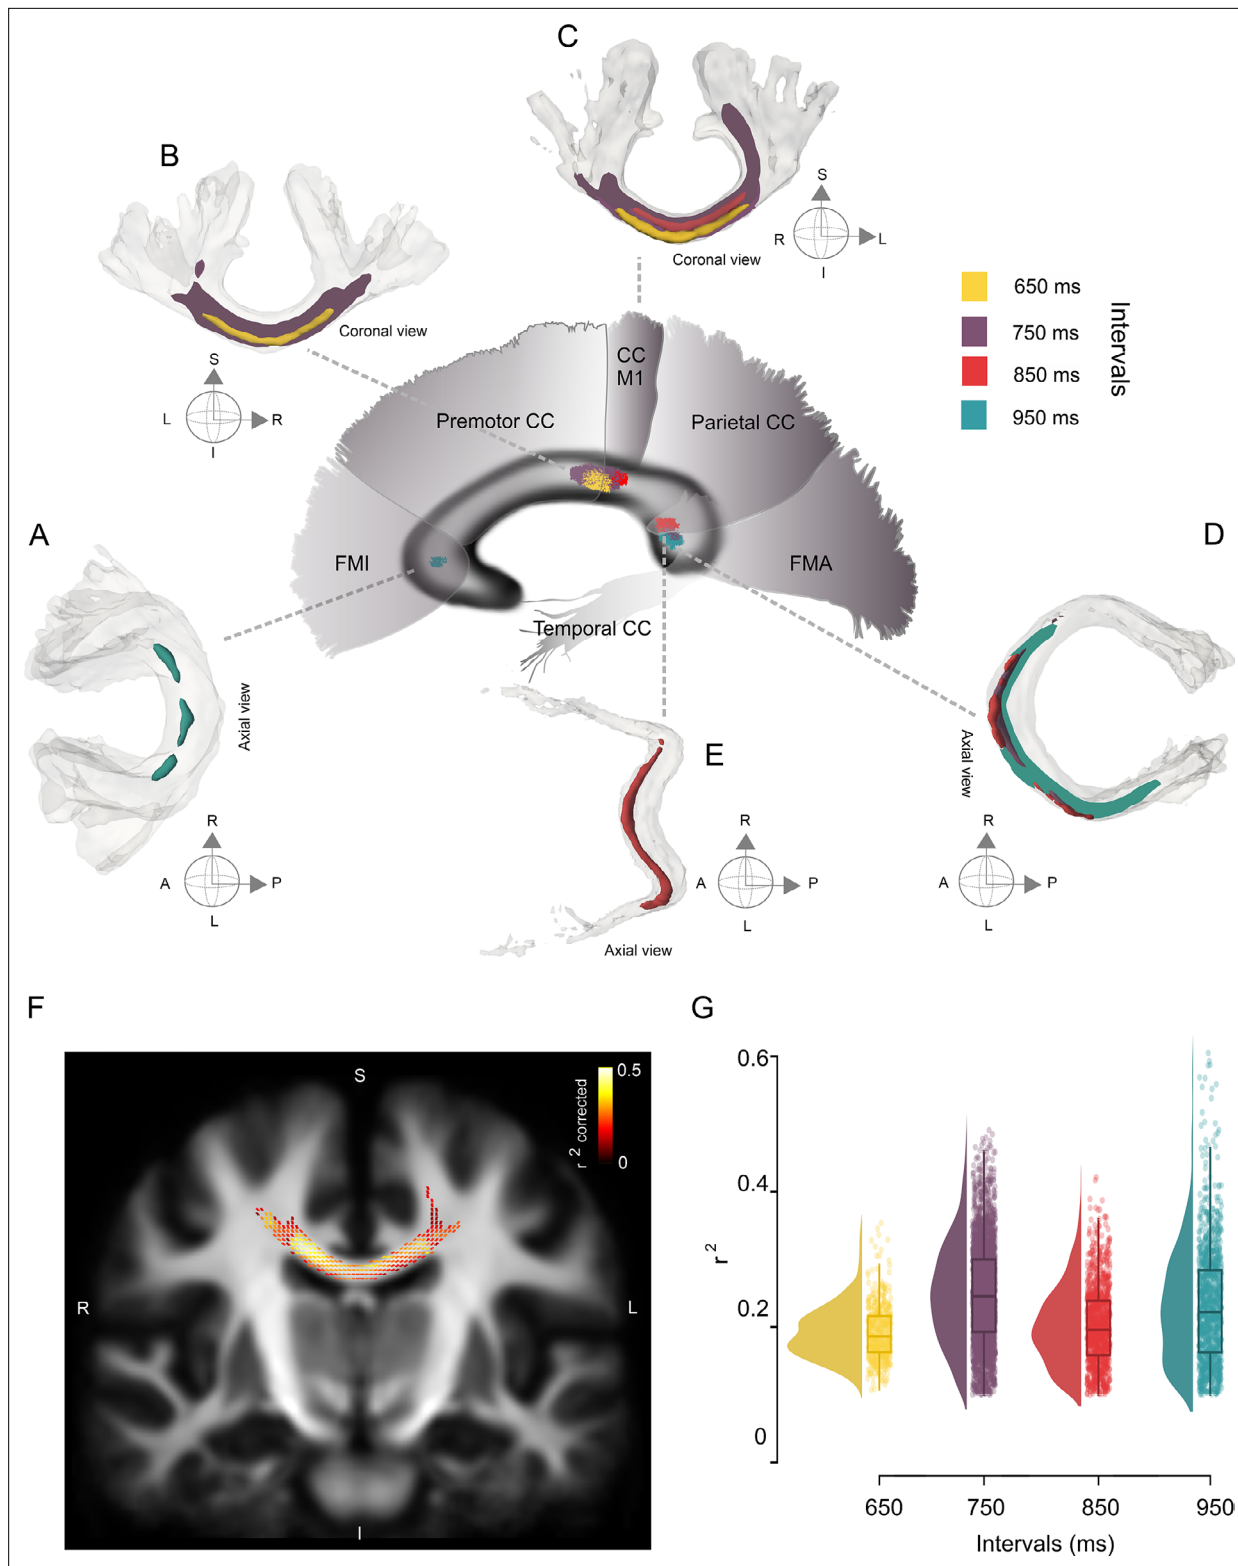 C
B
S
R
L
I
Coronal view
Coronal view
S
L
R
I
650 ms
750 ms
850 ms
950 ms
Intervals
CC
M1
Premotor CC
Parietal CC
A
FMI
FMA
D
Temporal CC
Axial view
E
Axial view
R
A
P
L
R
A
P
L
R
A
P
L
Axial view
F
S
R
L
I
r 2 corrected
0.5
0
G
0.6
0.4
0.2
0
r 2
650
750
850
950
Intervals (ms)